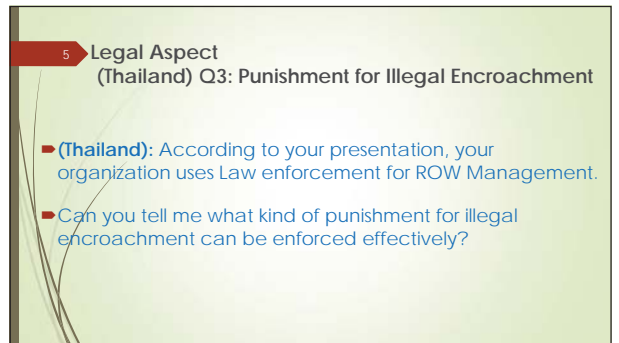 5
Legal Aspect
(Thailand) Q3: Punishment for Illegal Encroachment
(Thailand): According to your presentation, your
organization uses Law enforcement for ROW Management.
Can you tell me what kind of punishment for illegal
encroachment can be enforced effectively?